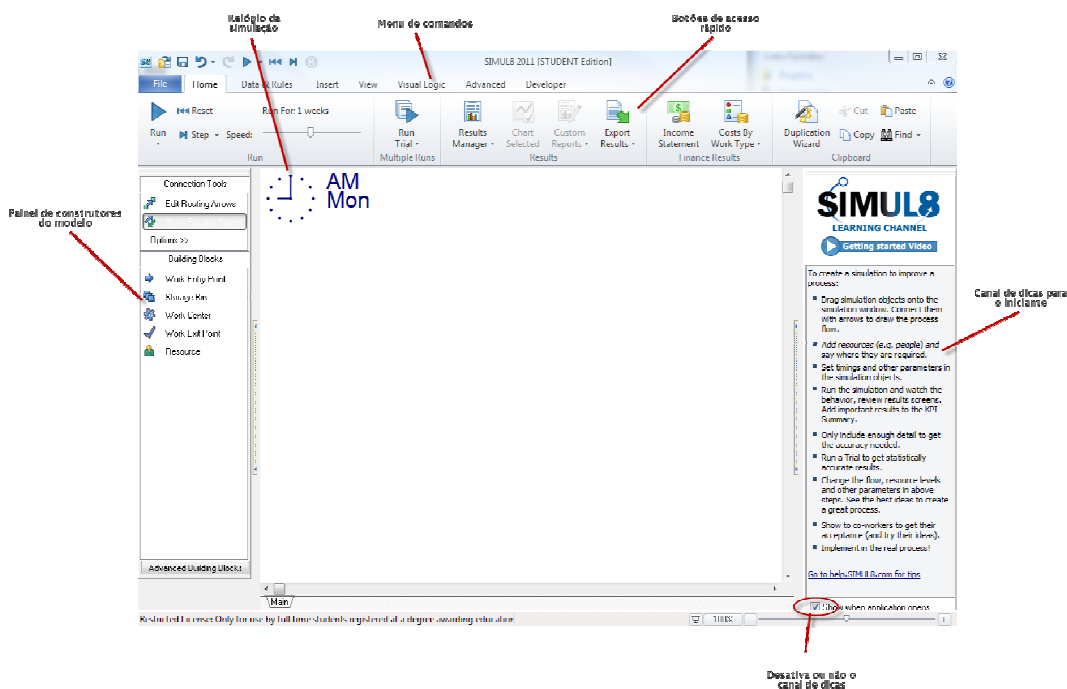 Relógio da
simulação
Menu de comandos
Botões de acesso
rápido
SIMUL8 2011 [STUDENT Edition]
File
Home
Data & Rules
Insert
View
Visual Logic
Advanced
Developer
Run
Reset
Run For: 1 weeks
Step
Speed:
Run
Run
Trial
Multiple Runs
Results
Manager
Chart
Selected
Custom
Reports
Export
Results
Results
Income
Statement
Costs By
Work Type
Finance Results
Duplication
Wizard
Cut
Paste
Copy
Find
Clipboard
Painel de construtores
do modelo
Connection Tools
Edit Routing Arrows
Options >>
Building Blocks
Work Entry Point
Storage Bin
Work Center
Work Exit Point
Resource
Advanced Building Blocks
AM
Mon
SIMUL8
LEARNING CHANNEL
Getting started Video
To create a simulation to improve a
process:
Drag simulation objects onto the
simulation window. Connect them
with arrows to draw the process
flow.
Add resources (e.g. people) and
say where they are required.
Set timings and other parameters in
the simulation objects.
Run the simulation and watch the
behavior, review results screens.
Add important results to the KPI
Summary.
Only include enough detail to get
the accuracy needed.
Run a Trial to get statistically
accurate results.
Change the flow, resource levels
and other parameters in above
steps. See the best ideas to create
a great process.
Show to co-workers to get their
acceptance (and try their ideas).
Implement in the real process!
Go to help.SIMUL8.com for tips
Show when application opens
Canal de dicas para
o iniciante
Main
Restricted License: Only for use by full time students registered at a degree awarding education
100%
Desativa ou não o
canal de dicas